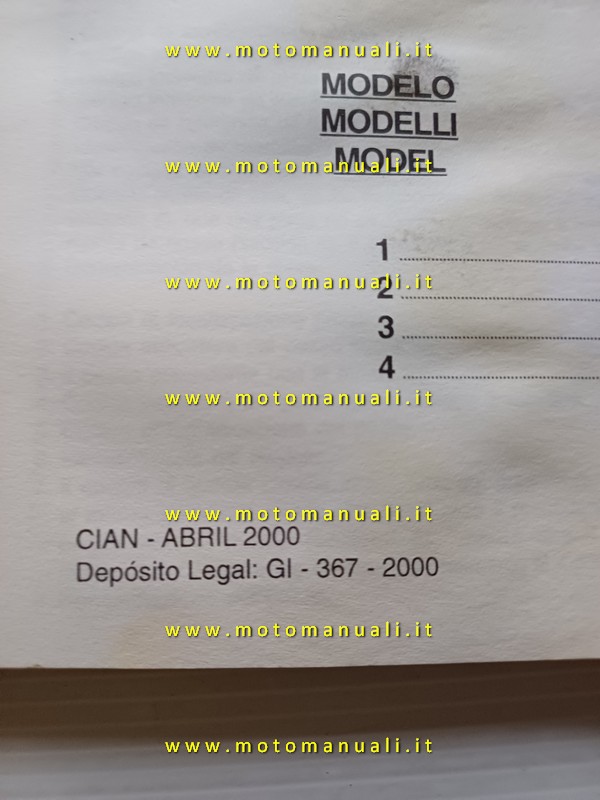 www.motomanuali.it
MODELO
MODELLI
MODEL
www.motomanuali.it
1
www.motomanuali.it
2
3
4
www.motomanuali.it
www.motomanuali.it
CIAN - ABRIL 2000
Depósito Legal: GI - 367 - 2000
www.motomanuali.it
www.motomanuali.it